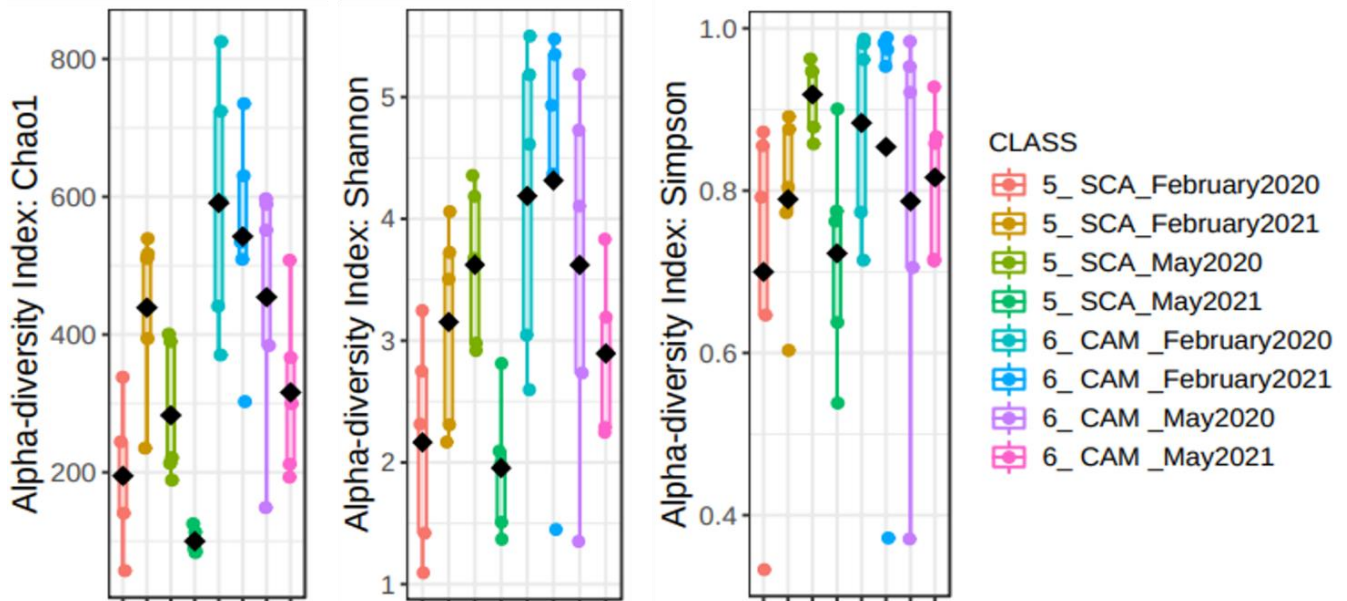 Alpha-diversity Index: Chao1
800
600
400
200
Alpha-diversity Index: Shannon
5
4
3
2
1
Alpha-diversity Index: Simpson
1.0
0.8
0.6
0.4
CLASS
5_ SCA_February2020
5_ SCA_February2021
5_ SCA_May2020
5_ SCA_May2021
6_ CAM _February2020
6_ CAM _February2021
6_ CAM _May2020
6_ CAM _May2021